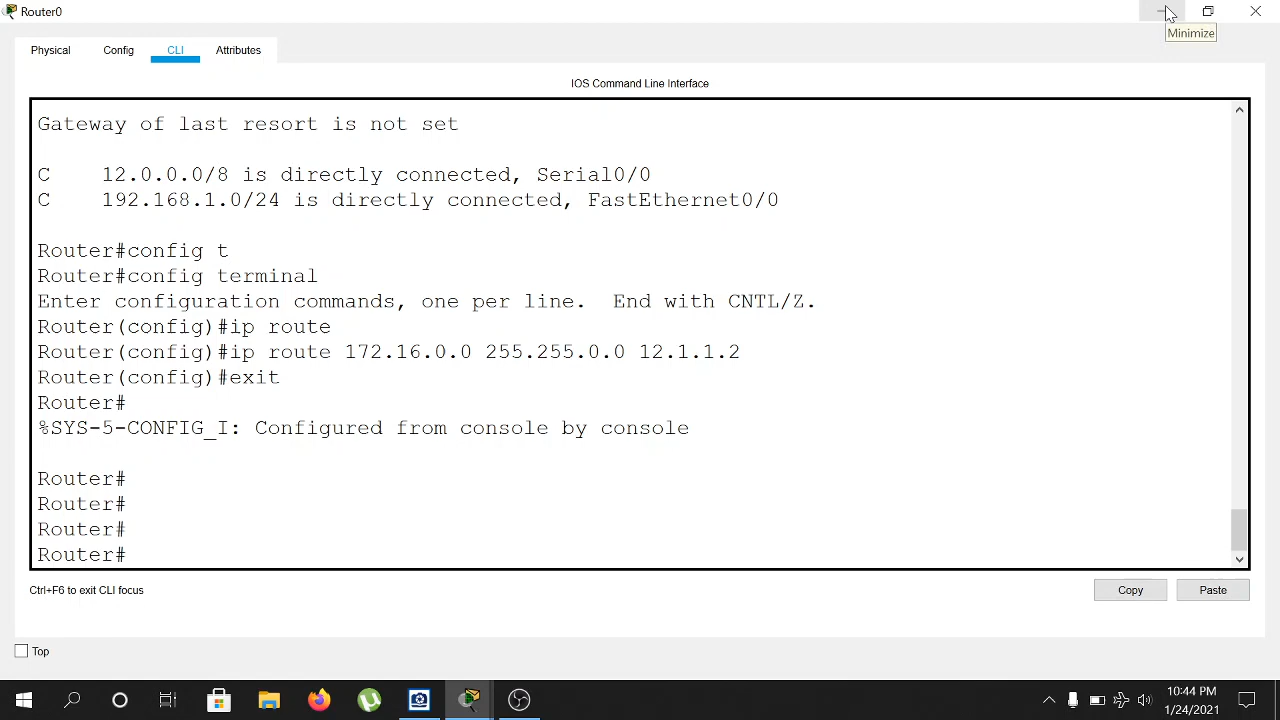 Router0
Minimize
Physical Config CLI Attributes
IOS Command Line Interface
Gateway of last resort is not set
C    12.0.0.0/8 is directly connected, Serial0/0
C    192.168.1.0/24 is directly connected, FastEthernet0/0
Router#config t
Router#config terminal
Enter configuration commands, one per line.  End with CNTL/Z.
Router(config)#ip route
Router(config)#ip route 172.16.0.0 255.255.0.0 12.1.1.2
Router(config)#exit
Router#
%SYS-5-CONFIG_I: Configured from console by console
Router#
Router#
Router#
Router#
Ctrl+F6 to exit CLI focus
Copy Paste
Top
10:44 PM
1/24/2021